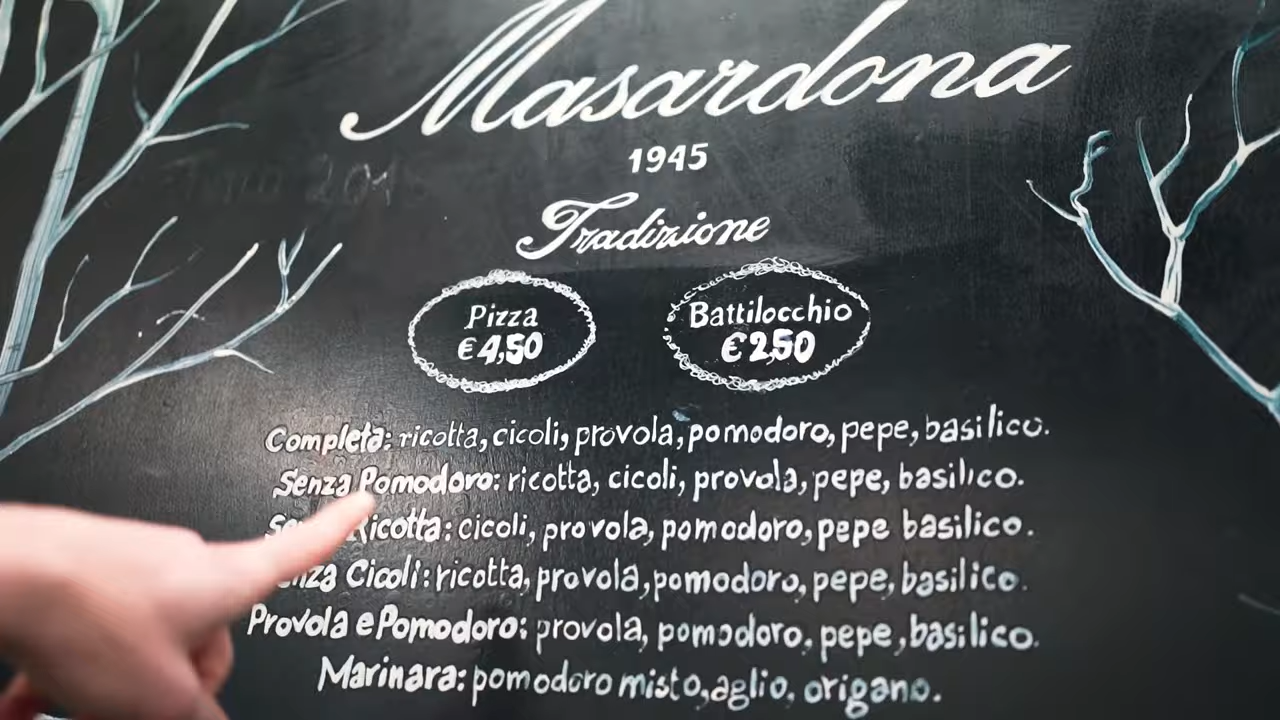 Masardona
1945
Tradizione
Pizza
€4,50
Battilocchio
€2,50
Completa: ricotta, cicoli, provola, pomodoro, pepe, basilico.
Senza Pomodoro: ricotta, cicoli, provola, pepe, basilico.
Ricotta: cicoli, provola, pomodoro, pepe basilico.
Cicoli: ricotta, provola, pomodoro, pepe, basilico.
Provola e Pomodoro: provola, pomodoro, pepe, basilico.
Marinara: pomodoro misto, aglio, origano.